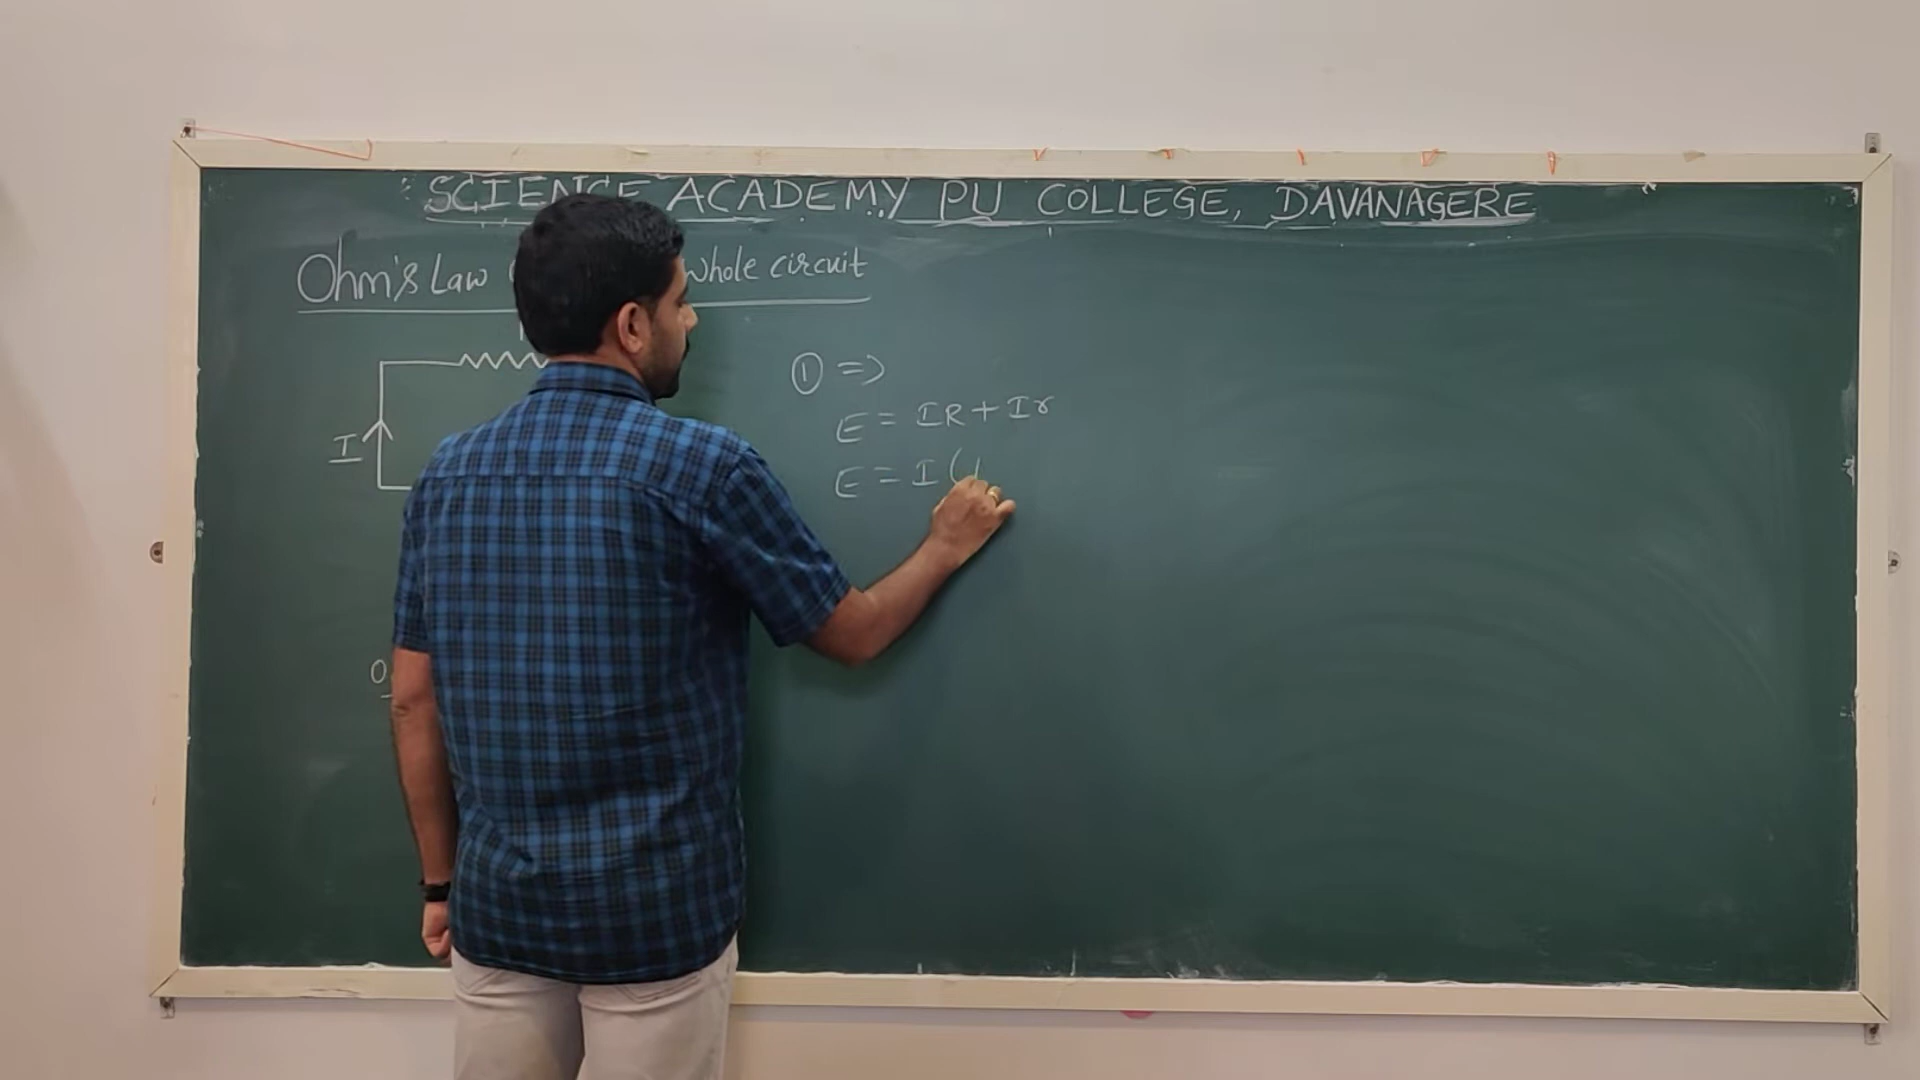 SCIENCE ACADEMY PU COLLEGE, DAVANAGERE
Ohm's Law whole circuit
I
① =>
E = IR + Ir
E = I (